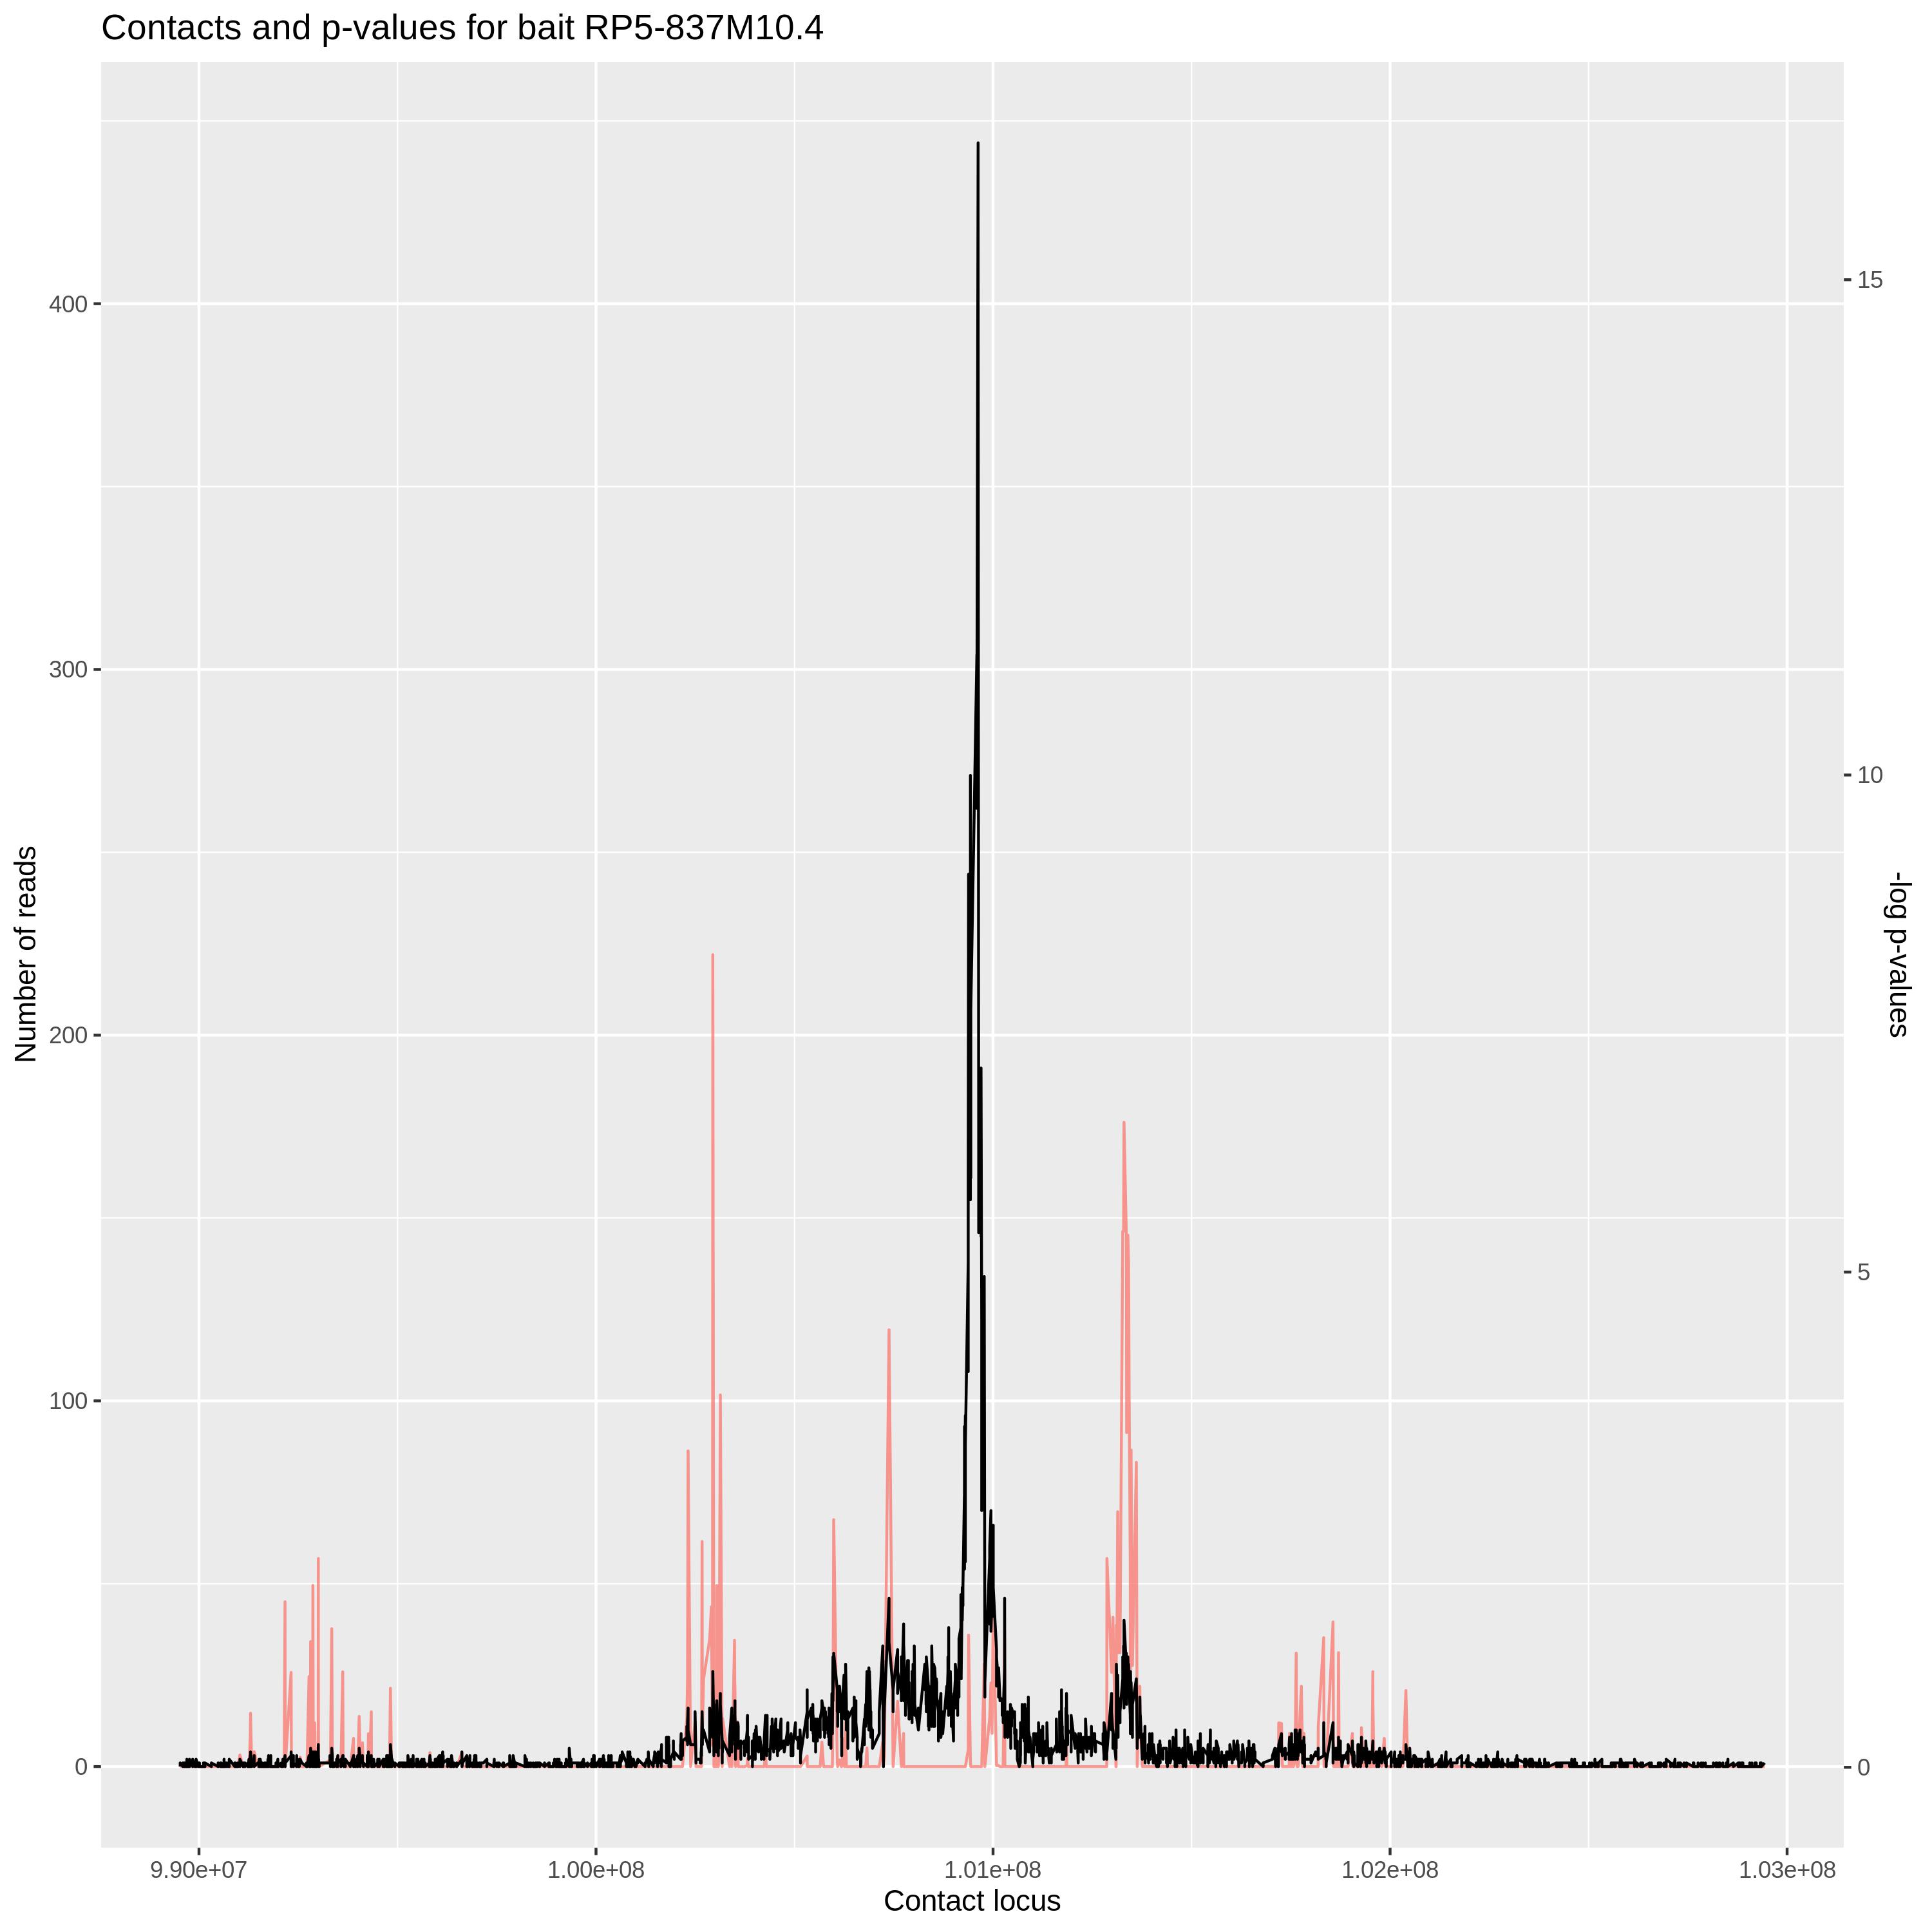 Contacts and p-values for bait RP5-837M10.4
Number of reads
400
300
200
100
0
15
10
5
0
-log p-values
9.90e+07
1.00e+08
1.01e+08
1.02e+08
1.03e+08
Contact locus